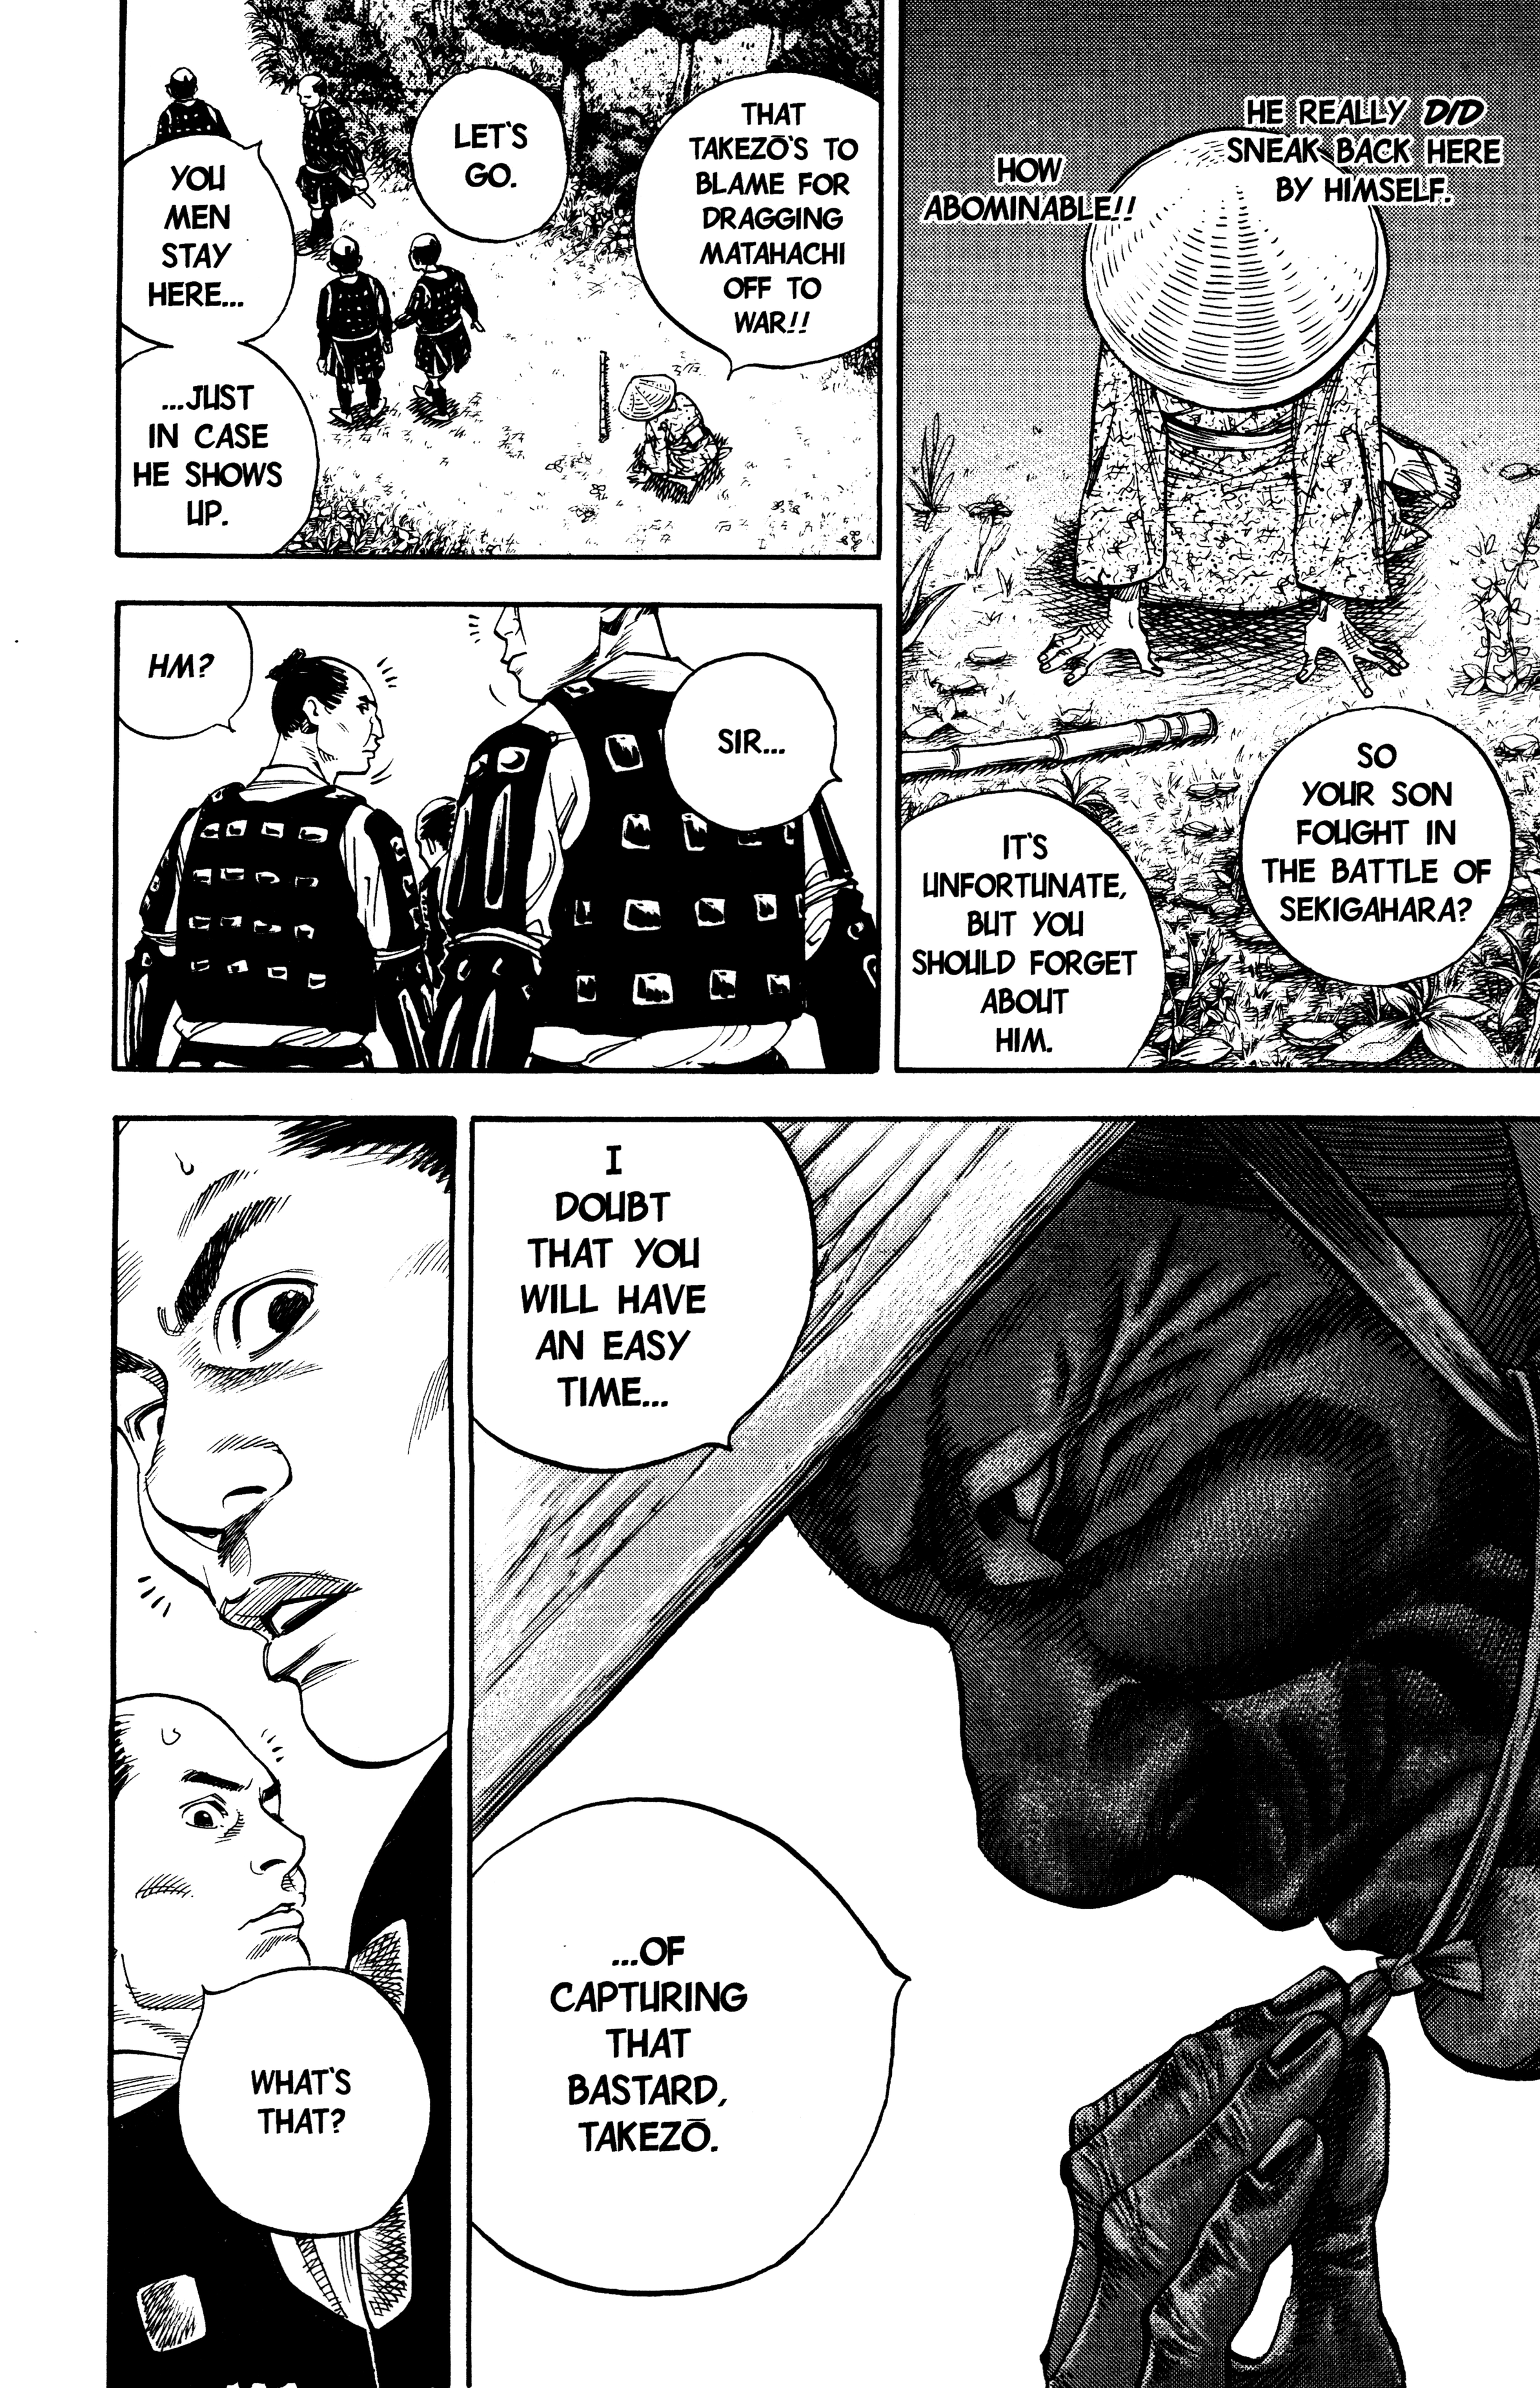 HE REALLY DID
SNEAK BACK HERE
BY HIMSELF.
HOW
ABOMINABLE!!
SO
YOUR SON
FOUGHT IN
THE BATTLE OF
SEKIGAHARA?
IT'S
UNFORTUNATE,
BUT YOU
SHOULD FORGET
ABOUT
HIM.
THAT
TAKEZŌ'S TO
BLAME FOR
DRAGGING
MATAHACHI
OFF TO
WAR!!
LET'S
GO.
YOU
MEN
STAY
HERE...
...JUST
IN CASE
HE SHOWS
UP.
SIR...
HM?
I
DOUBT
THAT YOU
WILL HAVE
AN EASY
TIME...
...OF
CAPTURING
THAT
BASTARD,
TAKEZŌ.
WHAT'S
THAT?